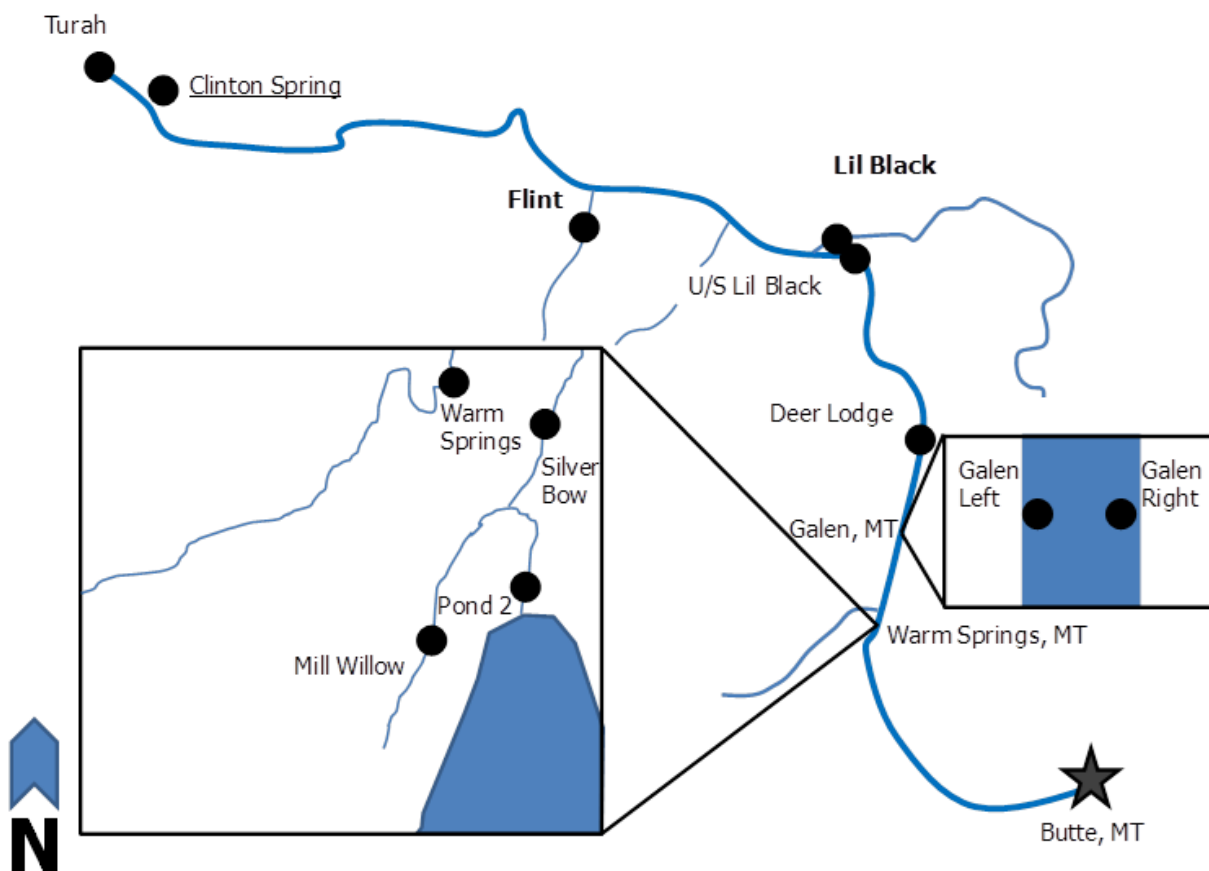 Turah
Clinton Spring
Lil Black
Flint
U/S Lil Black
Warm
Springs
Deer Lodge
Silver
Bow
Galen
Left
Galen
Right
Galen, MT
Pond 2
Mill Willow
Warm Springs, MT
N
Butte, MT